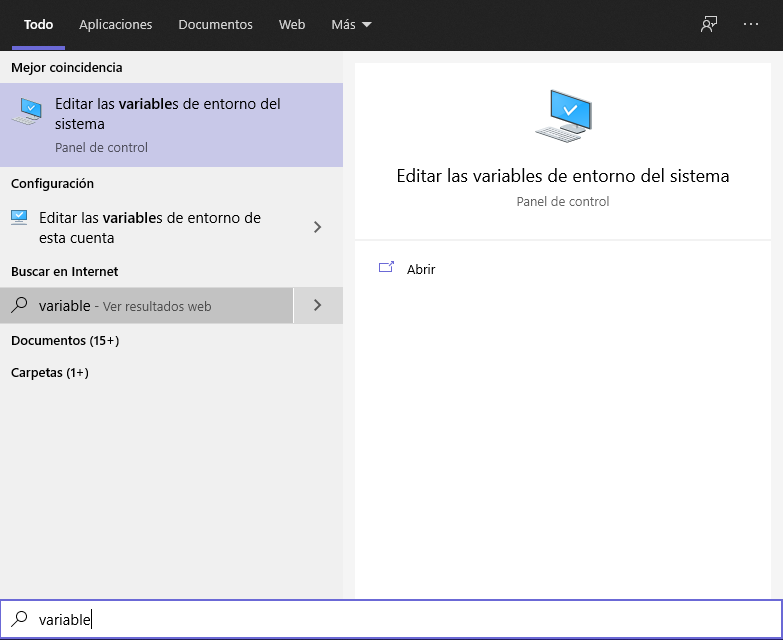 Todo Aplicaciones Documentos Web Más
Mejor coincidencia
Editar las variables de entorno del
sistema
Panel de control
Configuración
Editar las variables de entorno de
esta cuenta
Buscar en Internet
variable - Ver resultados web
Documentos (15+)
Carpetas (1+)
Editar las variables de entorno del sistema
Panel de control
Abrir
variable